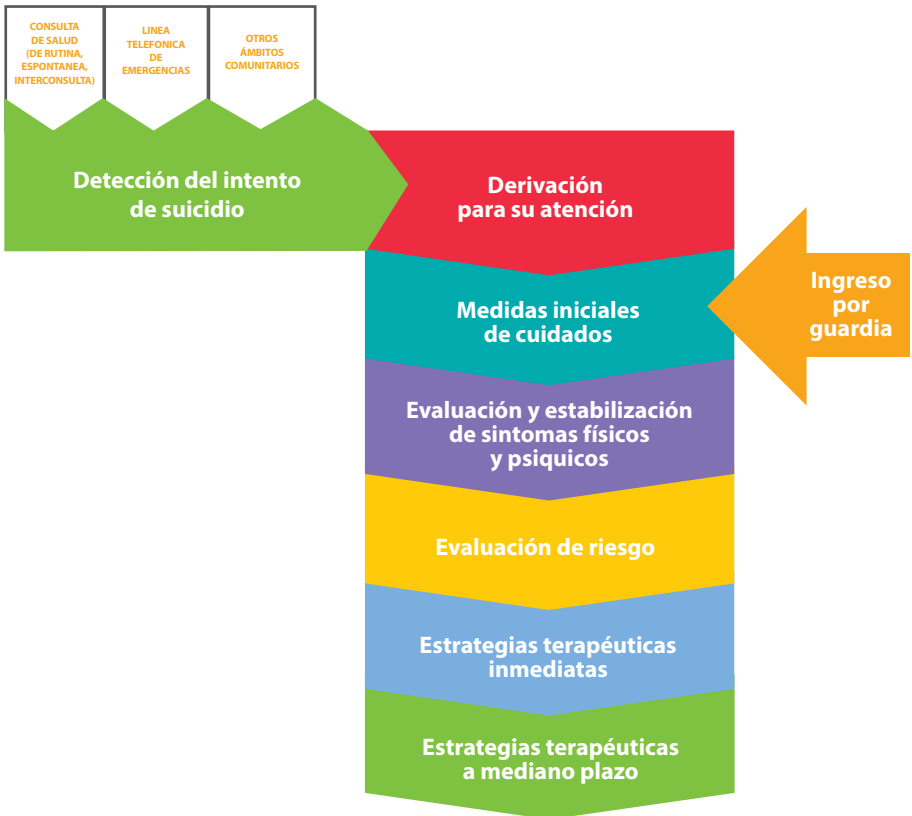 CONSULTA
DE SALUD
(DE RUTINA,
ESPONTANEA,
INTERCONSULTA)
LINEA
TELEFONICA
DE
EMERGENCIAS
OTROS
ÁMBITOS
COMUNITARIOS
Detección del intento
de suicidio
Derivación
para su atención
Medidas iniciales
de cuidados
Ingreso
por
guardia
Evaluación y estabilización
de sintomas físicos
y psiquicos
Evaluación de riesgo
Estrategias terapéuticas
inmediatas
Estrategias terapéuticas
a mediano plazo